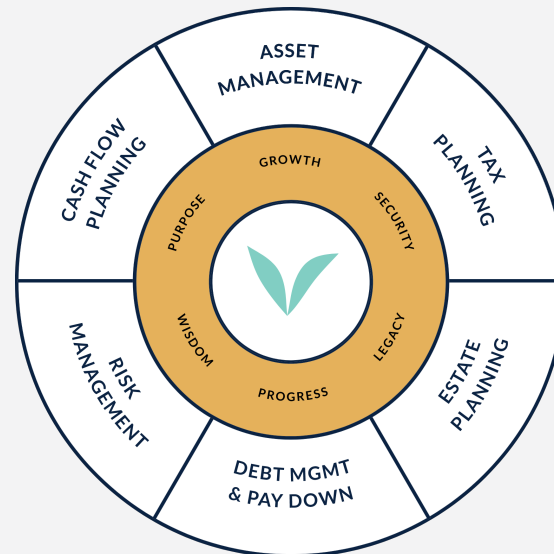 ASSET
MANAGEMENT
TAX
PLANNING
ESTATE
PLANNING
DEBT MGMT
& PAY DOWN
RISK
MANAGEMENT
CASH FLOW
PLANNING
GROWTH
SECURITY
LEGACY
PROGRESS
WISDOM
PURPOSE